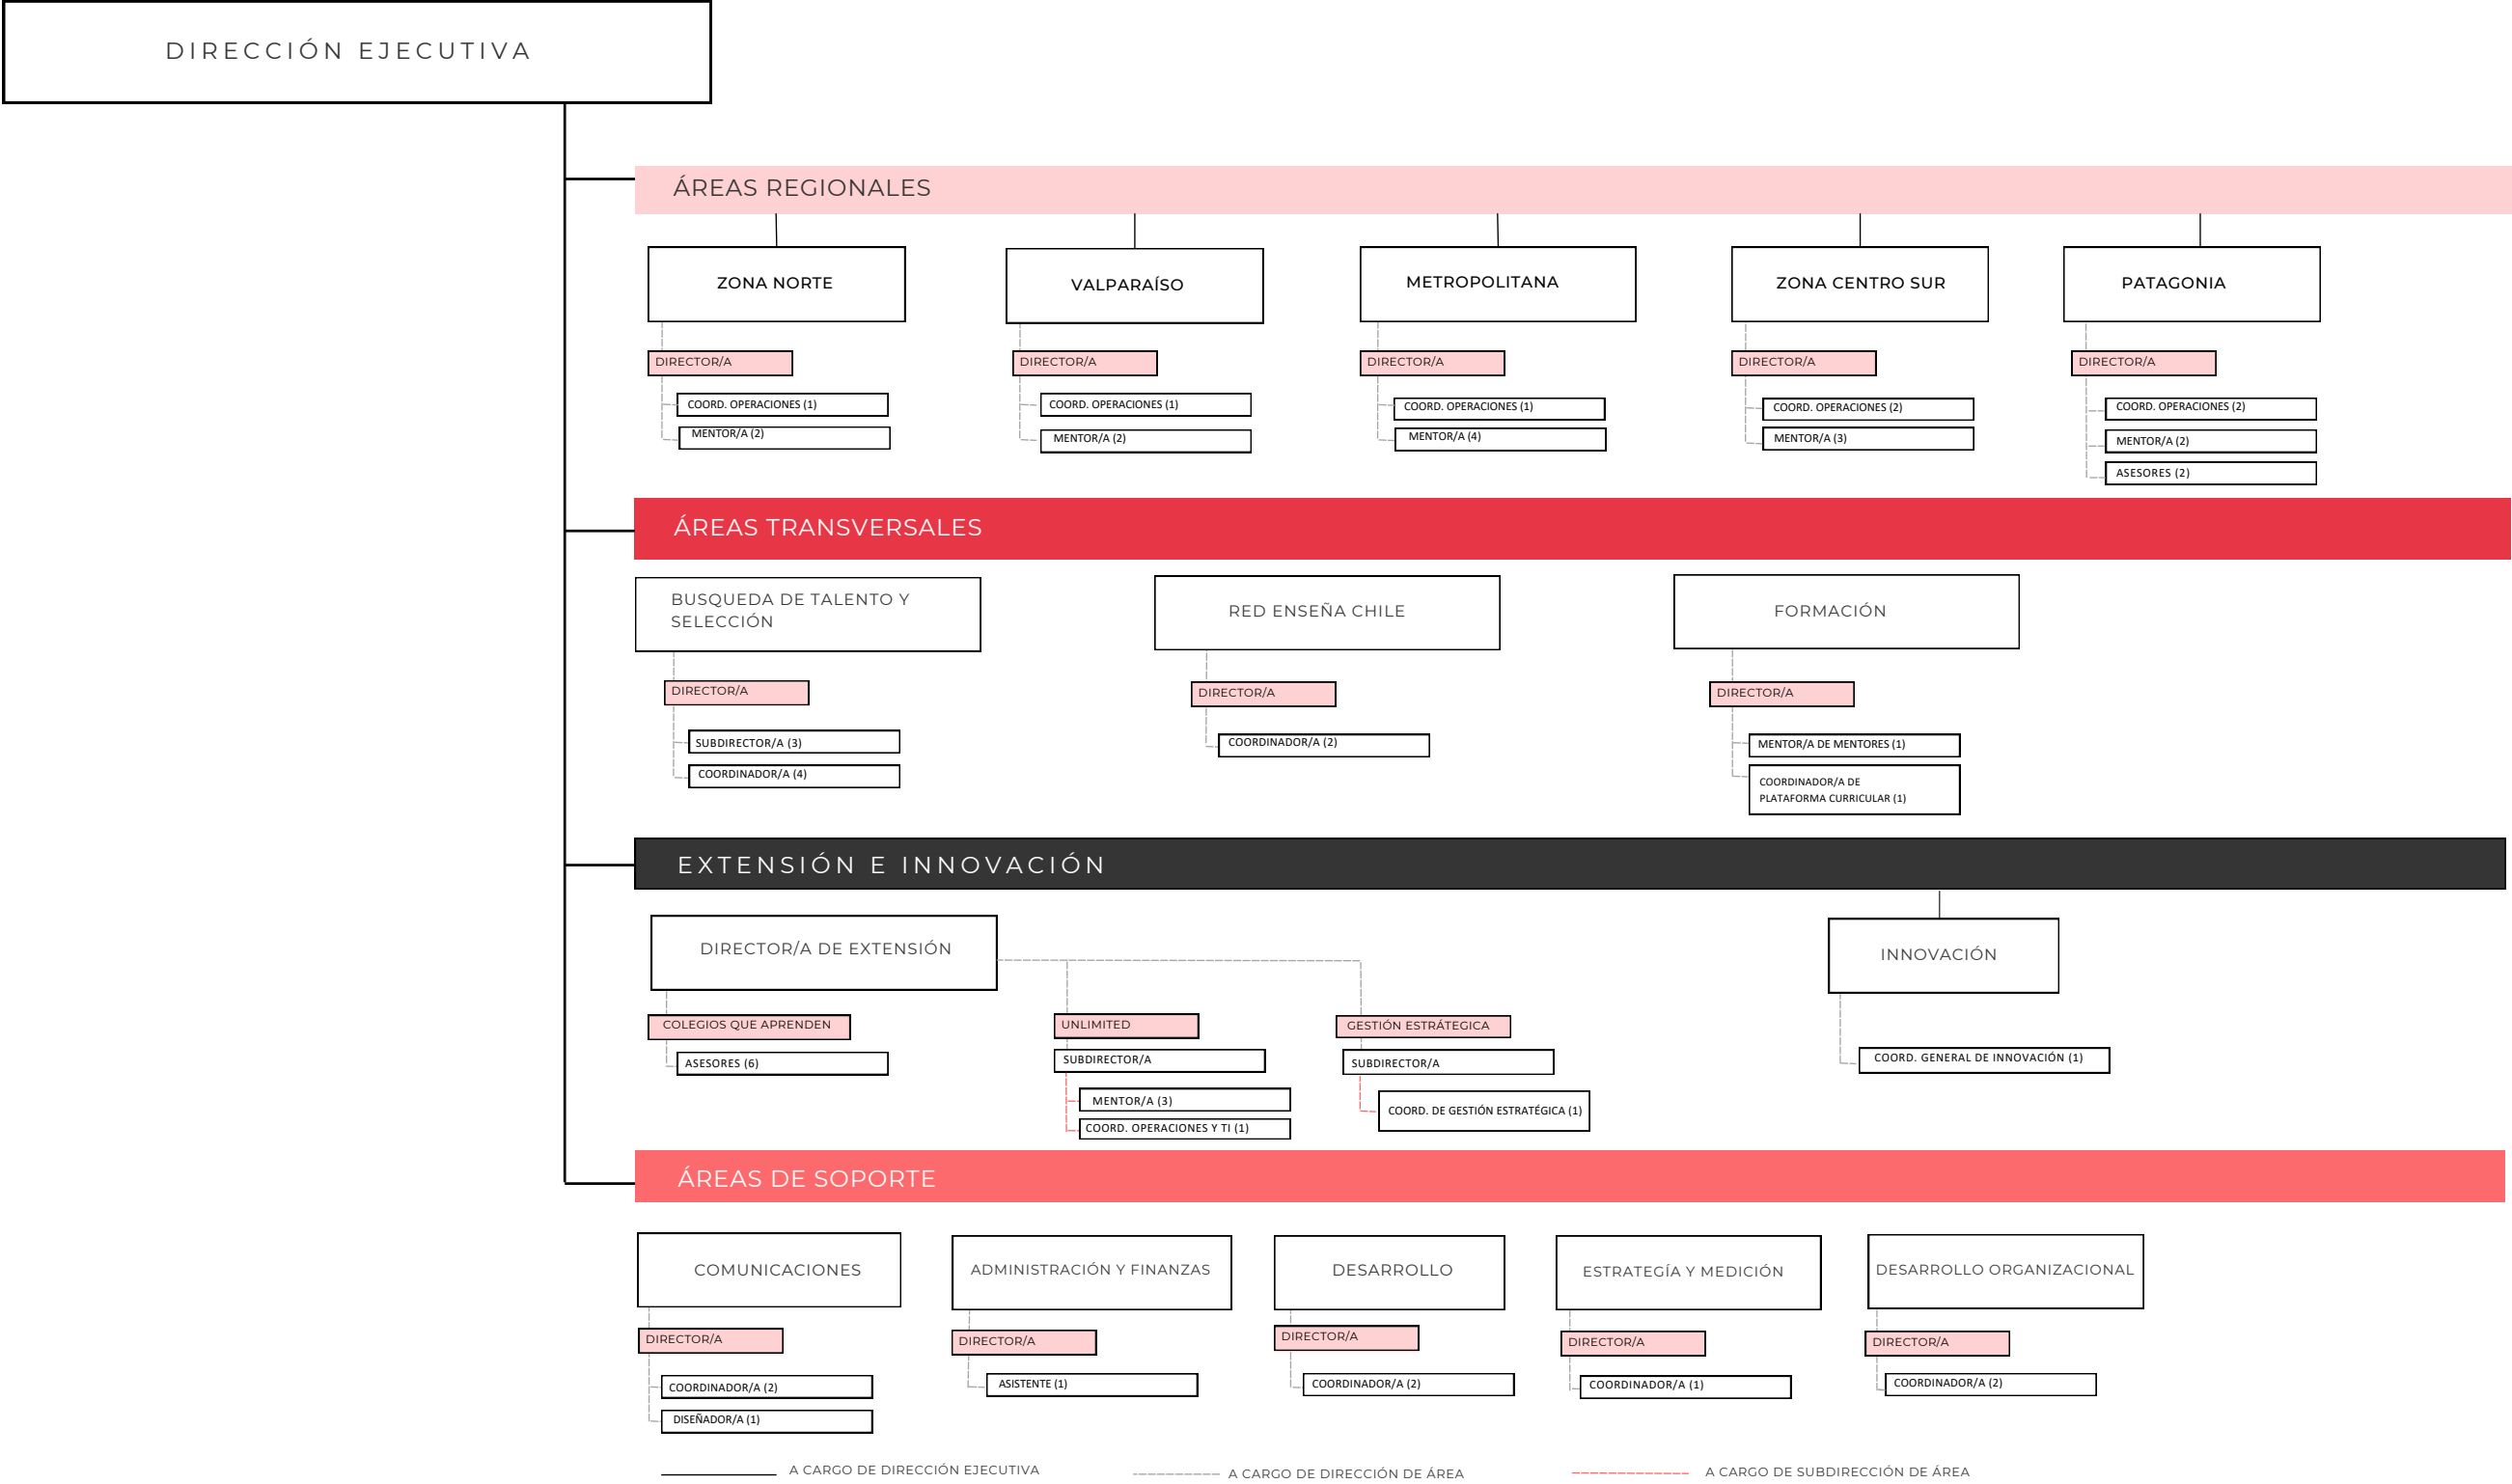 DIRECCIÓN EJECUTIVA
ÁREAS REGIONALES
ZONA NORTE
VALPARAÍSO
METROPOLITANA
ZONA CENTRO SUR
PATAGONIA
DIRECTOR/A
DIRECTOR/A
DIRECTOR/A
DIRECTOR/A
DIRECTOR/A
COORD. OPERACIONES (1)
COORD. OPERACIONES (1)
COORD. OPERACIONES (1)
COORD. OPERACIONES (2)
COORD. OPERACIONES (2)
MENTOR/A (2)
MENTOR/A (2)
MENTOR/A (4)
MENTOR/A (3)
MENTOR/A (2)
ASESORES (2)
ÁREAS TRANSVERSALES
BUSQUEDA DE TALENTO Y
SELECCIÓN
RED ENSEÑA CHILE
FORMACIÓN
DIRECTOR/A
DIRECTOR/A
DIRECTOR/A
SUBDIRECTOR/A (3)
COORDINADOR/A (2)
MENTOR/A DE MENTORES (1)
COORDINADOR/A (4)
COORDINADOR/A DE
PLATAFORMA CURRICULAR (1)
EXTENSIÓN E INNOVACIÓN
DIRECTOR/A DE EXTENSIÓN
INNOVACIÓN
COLEGIOS QUE APRENDEN
UNLIMITED
GESTIÓN ESTRÁTEGICA
ASESORES (6)
SUBDIRECTOR/A
SUBDIRECTOR/A
COORD. GENERAL DE INNOVACIÓN (1)
MENTOR/A (3)
COORD. DE GESTIÓN ESTRATÉGICA (1)
COORD. OPERACIONES Y TI (1)
ÁREAS DE SOPORTE
COMUNICACIONES
ADMINISTRACIÓN Y FINANZAS
DESARROLLO
ESTRATEGÍA Y MEDICIÓN
DESARROLLO ORGANIZACIONAL
DIRECTOR/A
DIRECTOR/A
DIRECTOR/A
DIRECTOR/A
DIRECTOR/A
COORDINADOR/A (2)
ASISTENTE (1)
COORDINADOR/A (2)
COORDINADOR/A (1)
COORDINADOR/A (2)
DISEÑADOR/A (1)
A CARGO DE DIRECCIÓN EJECUTIVA
A CARGO DE DIRECCIÓN DE ÁREA
A CARGO DE SUBDIRECCIÓN DE ÁREA